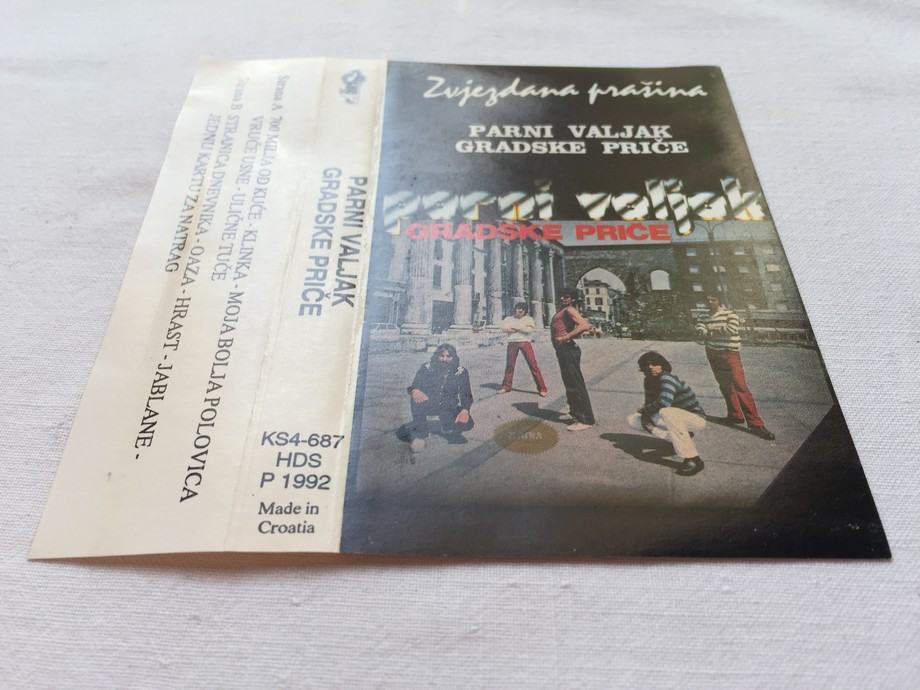 Zvjezdana prašina
PARNI VALJAK
GRADSKE PRIČE
parni valjak
GRADSKE PRIČE
PARNI VALJAK
GRADSKE PRIČE
KS4-687
HDS
P 1992
Made in
Croatia
Strana A 700 MILJA OD KUĆE - KLINKA - MOJA BOLJA POLOVICA
VRUĆE USNE - ULIČNE TUČE
Strana B STRANICA DNEVNIKA - OAZA - HRAST - JABLANE -
JEDNU KARTU ZA NATRAG